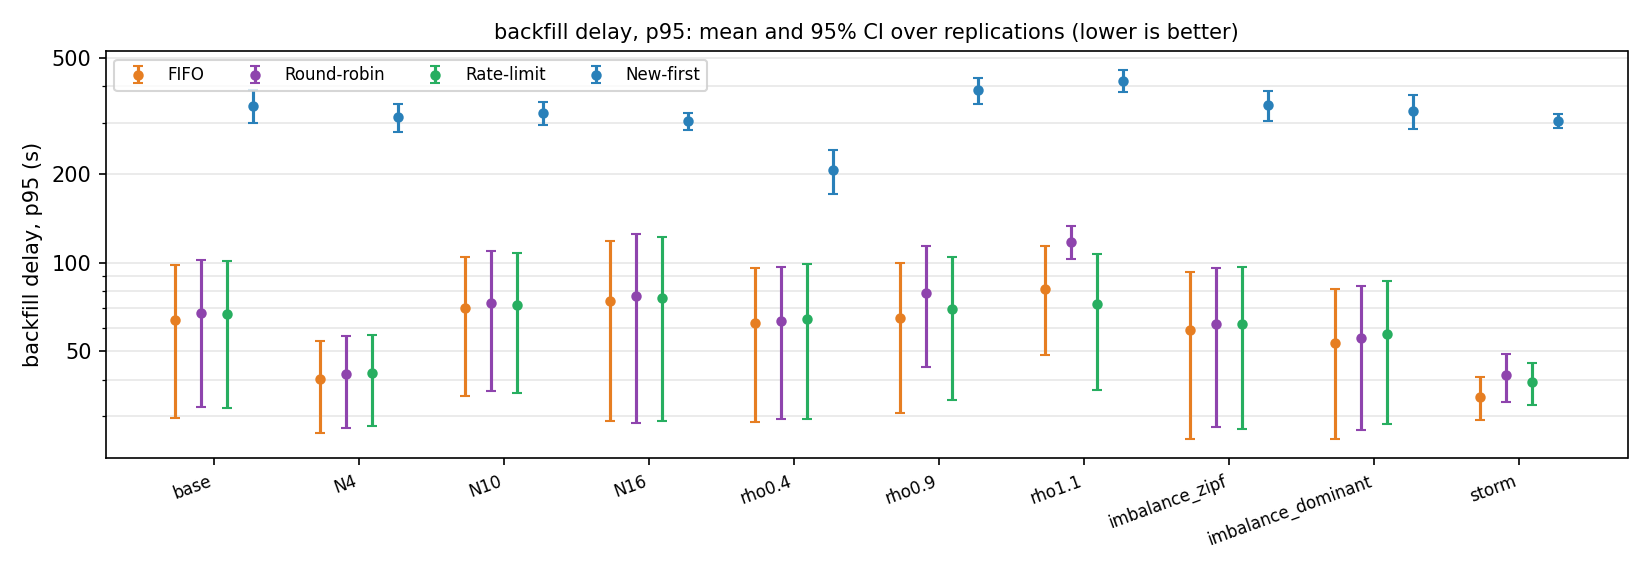 backfill delay, p95: mean and 95% CI over replications (lower is better)
FIFO Round-robin Rate-limit New-first
backfill delay, p95 (s)
500
200
100
50
base N4 N10 N16 rho0.4 rho0.9 rho1.1 imbalance_zipf imbalance_dominant storm